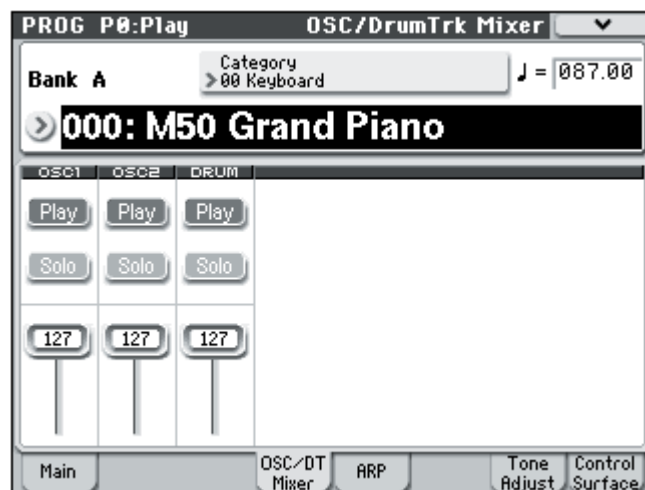 PROG P0:Play OSC/DrumTrk Mixer
Bank A
Category
00 Keyboard
♩ = 087.00
000: M50 Grand Piano
OSC1 OSC2 DRUM
Play Play Play
Solo Solo Solo
127 127 127
Main
OSC/DT
Mixer
ARP
Tone
Adjust
Control
Surface